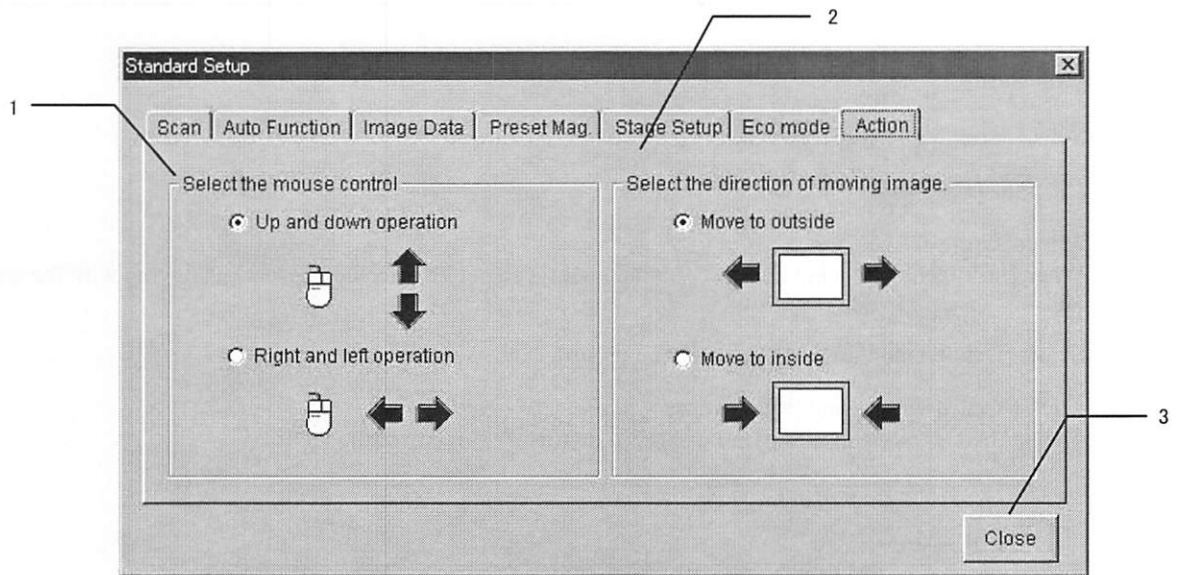 2
Standard Setup
1
Scan Auto Function Image Data Preset Mag. Stage Setup Eco mode Action
Select the mouse control
Up and down operation
Right and left operation
Select the direction of moving image.
Move to outside
Move to inside
3
Close